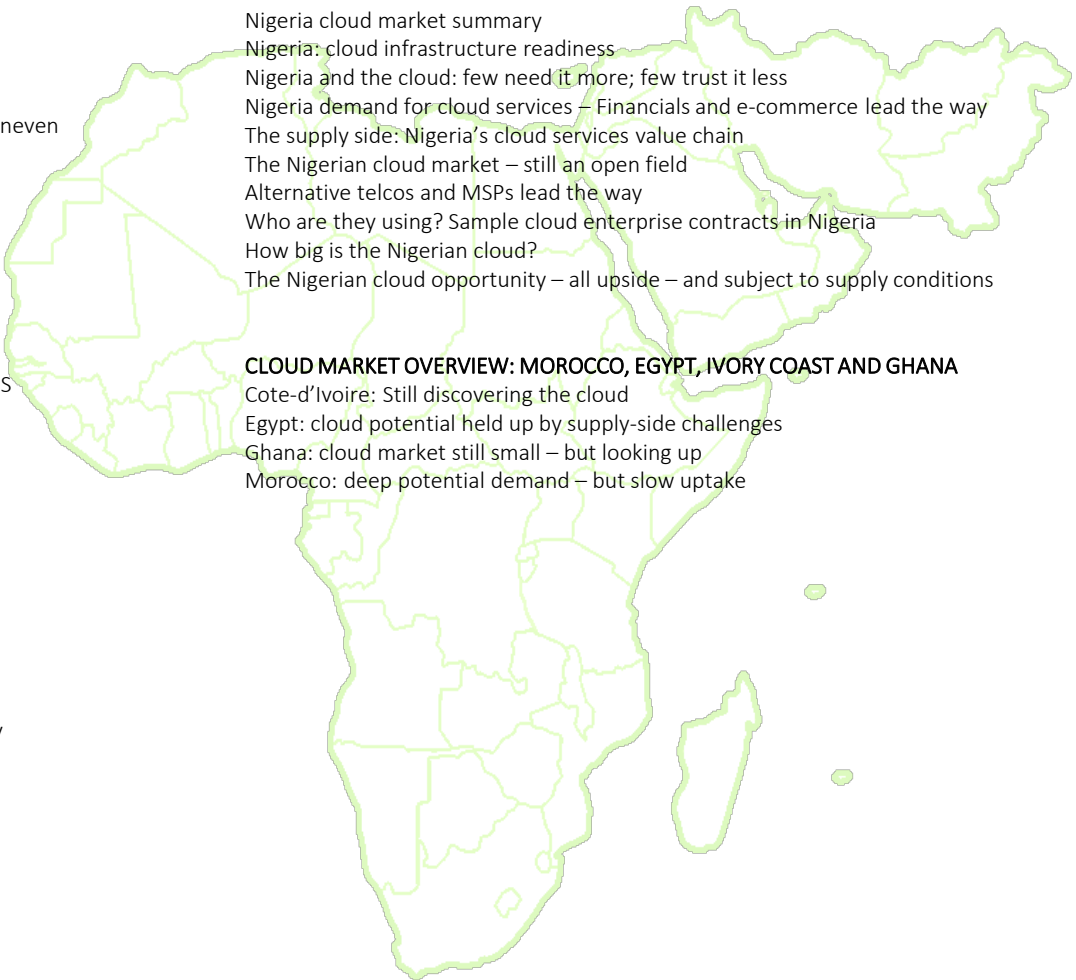 Nigeria cloud market summary
Nigeria: cloud infrastructure readiness
Nigeria and the cloud: few need it more; few trust it less
Nigeria demand for cloud services – Financials and e-commerce lead the way
neven
The supply side: Nigeria’s cloud services value chain
The Nigerian cloud market – still an open field
Alternative telcos and MSPs lead the way
Who are they using? Sample cloud enterprise contracts in Nigeria
How big is the Nigerian cloud?
The Nigerian cloud opportunity – all upside – and subject to supply conditions
CLOUD MARKET OVERVIEW: MOROCCO, EGYPT, IVORY COAST AND GHANA
S
Cote-d’Ivoire: Still discovering the cloud
Egypt: cloud potential held up by supply-side challenges
Ghana: cloud market still small – but looking up
Morocco: deep potential demand – but slow uptake